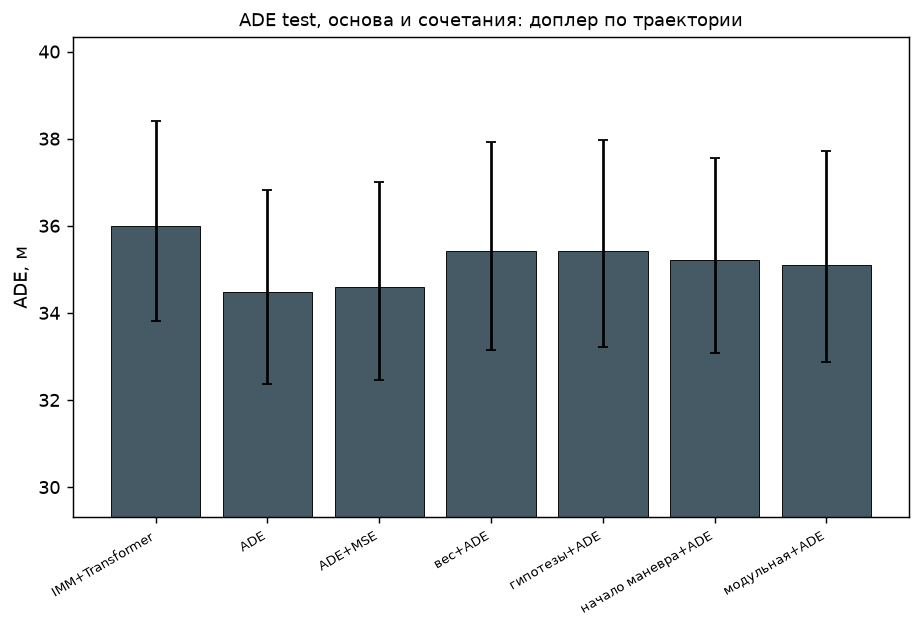 ADE test, основа и сочетания: доплер по траектории
40
38
36
34
32
30
ADE, м
IMM+Transformer
ADE
ADE+MSE
вес+ADE
гипотезы+ADE
начало маневра+ADE
модульная+ADE